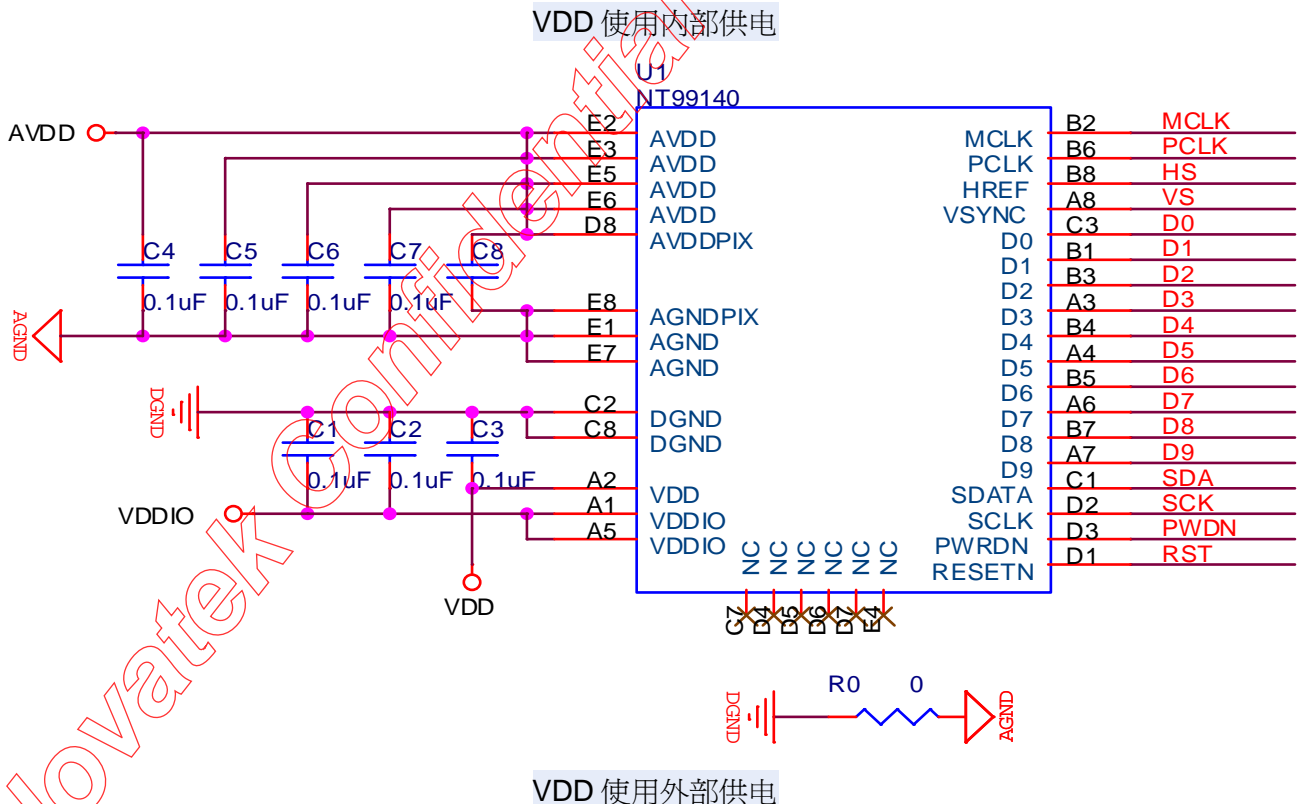 VDD 使用内部供电
U1
NT99140
AVDD
E2
E3
E5
E6
D8
AVDD
AVDD
AVDD
AVDD
AVDDPIX
C4
C5
C6
C7
C8
0.1uF
0.1uF
0.1uF
0.1uF
AGND
E8
E1
E7
AGNDPIX
AGND
AGND
DGND
C2
C8
DGND
DGND
C1
C2
C3
0.1uF
0.1uF
0.1uF
A2
A1
A5
VDD
VDDIO
VDDIO
VDDIO
VDD
MCLK
PCLK
HREF
VSYNC
D0
D1
D2
D3
D4
D5
D6
D7
D8
D9
SDATA
SCLK
PWRDN
RESETN
B2 MCLK
B6 PCLK
B8 HS
A8 VS
C3 D0
B1 D1
B3 D2
A3 D3
B4 D4
A4 D5
B5 D6
A6 D7
B7 D8
A7 D9
C1 SDA
D2 SCK
D3 PWDN
D1 RST
NC NC NC NC NC NC
C7 D4 D5 D6 D7 E4
R0 0
DGND
AGND
VDD 使用外部供电
ovatek Confidential